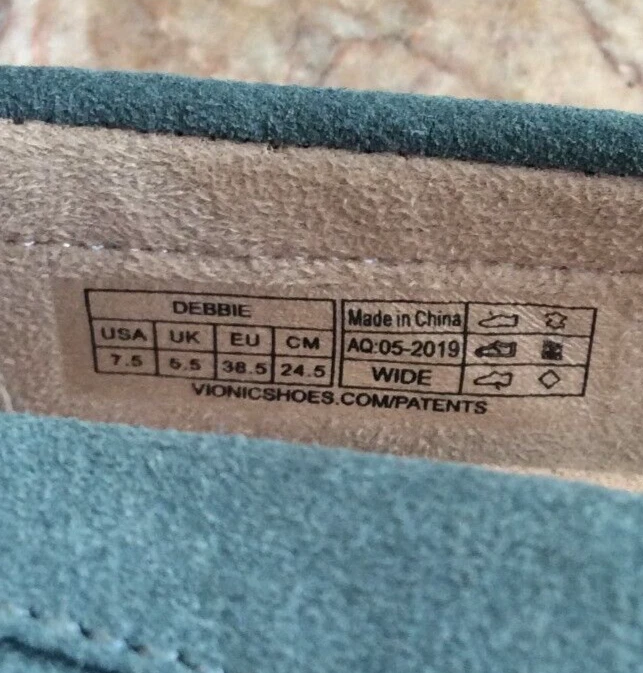 DEBBIE
USA UK EU CM
7.5 5.5 38.5 24.5
Made in China
AQ:05-2019
WIDE
VIONICSHOES.COM/PATENTS